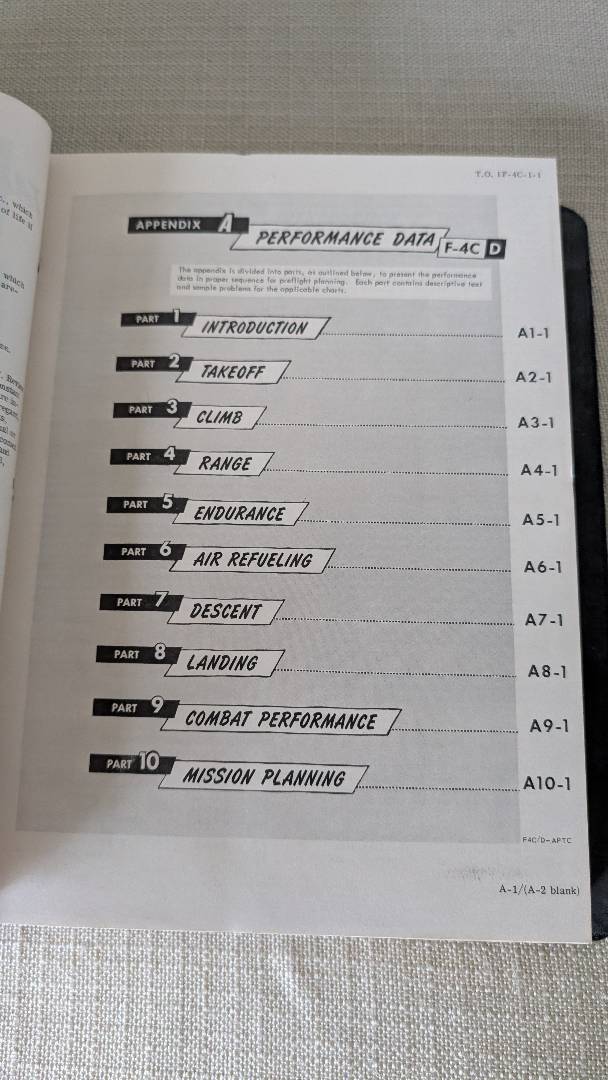 T.O. 1F-4C-1-1
APPENDIX A PERFORMANCE DATA F-4C D
The appendix is divided into parts, as outlined below, to present the performance
data in proper sequence for preflight planning. Each part contains descriptive text
and sample problems for the applicable charts.
PART 1 INTRODUCTION A1-1
PART 2 TAKEOFF A2-1
PART 3 CLIMB A3-1
PART 4 RANGE A4-1
PART 5 ENDURANCE A5-1
PART 6 AIR REFUELING A6-1
PART 7 DESCENT A7-1
PART 8 LANDING A8-1
PART 9 COMBAT PERFORMANCE A9-1
PART 10 MISSION PLANNING A10-1
F4C/D-APTC
A-1/(A-2 blank)
which
of life if
which